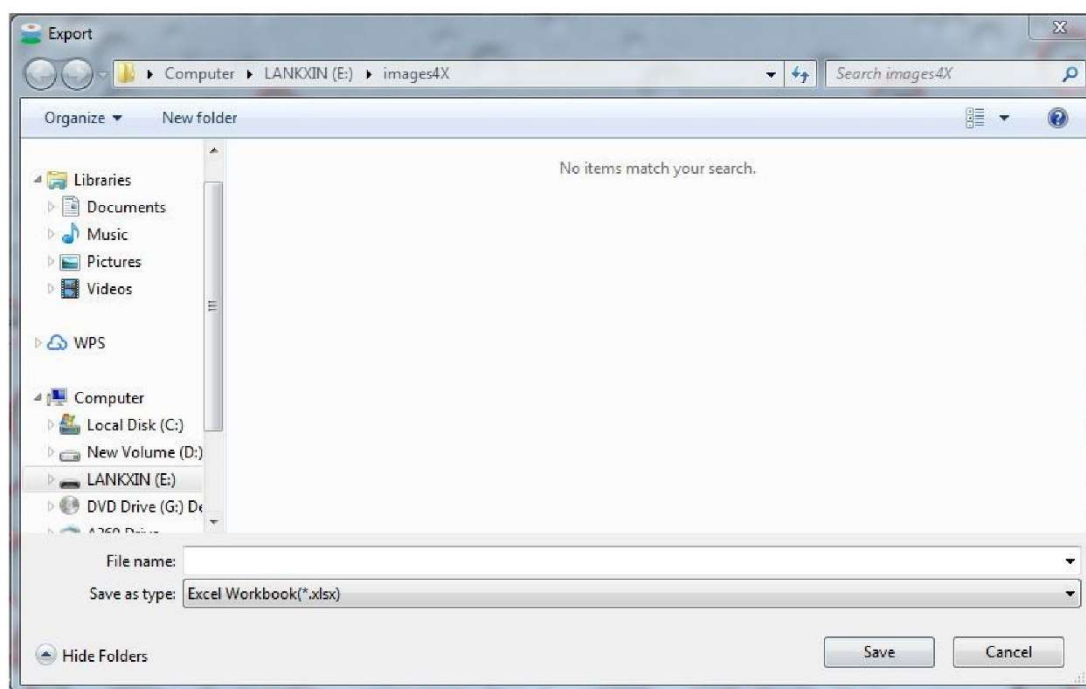 Export
Computer LANKXIN (E:) images4X
Search images4X
Organize New folder
No items match your search.
Libraries
Documents
Music
Pictures
Videos
WPS
Computer
Local Disk (C:)
New Volume (D:)
LANKXIN (E:)
DVD Drive (G:) De
File name:
Save as type: Excel Workbook(*.xlsx)
Hide Folders
Save Cancel